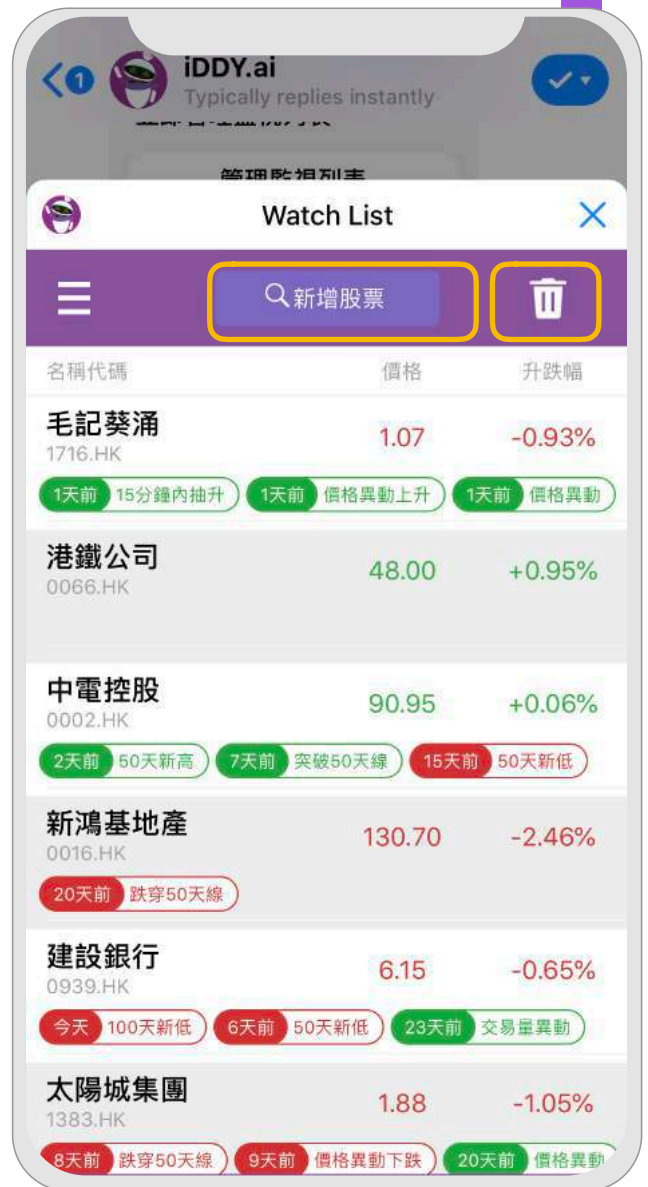 1
iDDY.ai
Typically replies instantly
管理監視列表
Watch List
新增股票
名稱代碼 價格 升跌幅
毛記葵涌 1.07 -0.93%
1716.HK
1天前 15分鐘內抽升 1天前 價格異動上升 1天前 價格異動
港鐵公司 48.00 +0.95%
0066.HK
中電控股 90.95 +0.06%
0002.HK
2天前 50天新高 7天前 突破50天線 15天前 50天新低
新鴻基地產 130.70 -2.46%
0016.HK
20天前 跌穿50天線
建設銀行 6.15 -0.65%
0939.HK
今天 100天新低 6天前 50天新低 23天前 交易量異動
太陽城集團 1.88 -1.05%
1383.HK
8天前 跌穿50天線 9天前 價格異動下跌 20天前 價格異動